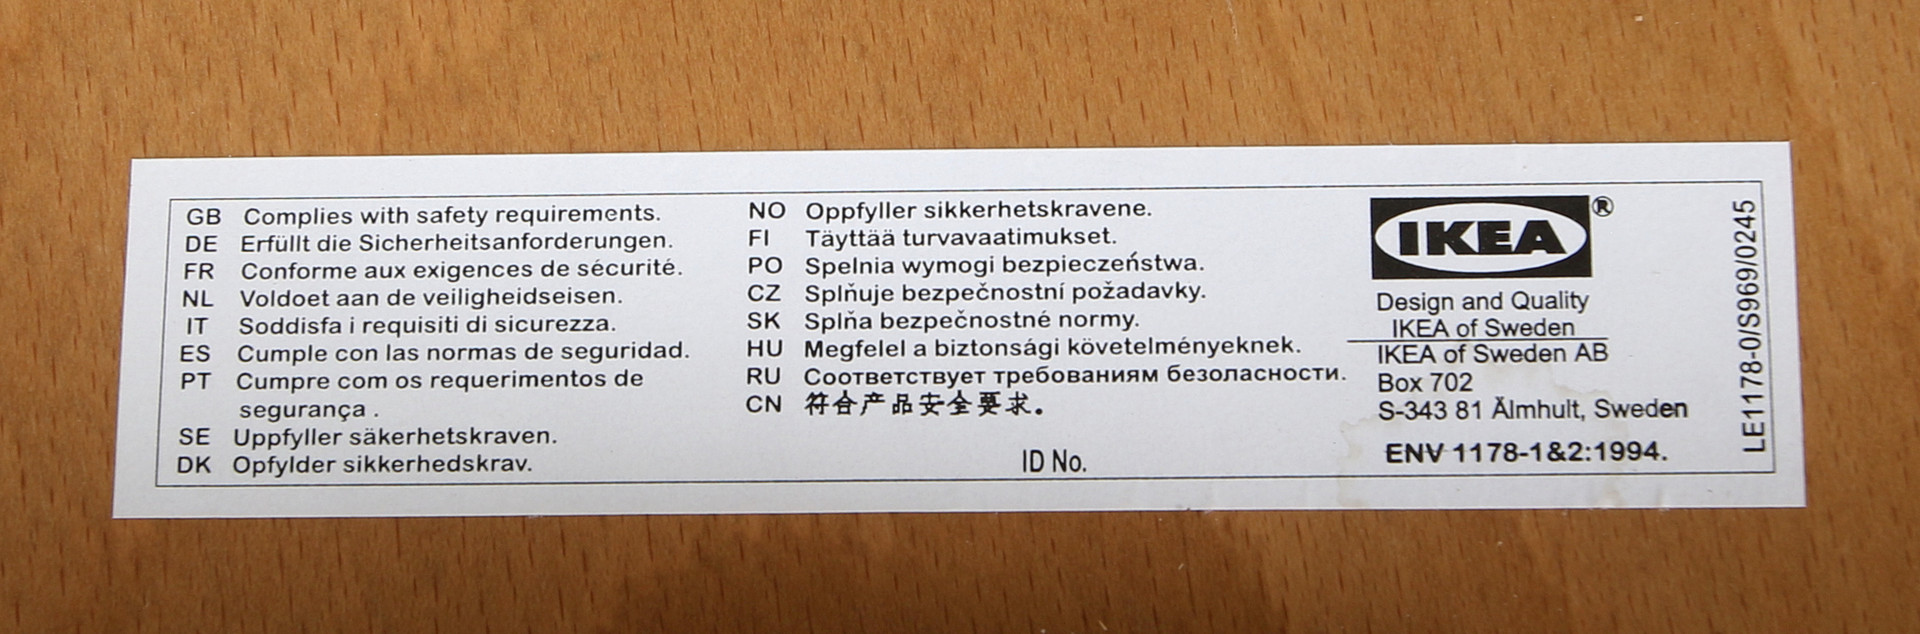 GB Complies with safety requirements.
DE Erfüllt die Sicherheitsanforderungen.
FR Conforme aux exigences de sécurité.
NL Voldoet aan de veiligheidseisen.
IT Soddisfa i requisiti di sicurezza.
ES Cumple con las normas de seguridad.
PT Cumpre com os requerimentos de
segurança .
SE Uppfyller säkerhetskraven.
DK Opfylder sikkerhedskrav.
NO Oppfyller sikkerhetskravene.
FI Täyttää turvavaatimukset.
PO Spelnia wymogi bezpieczeństwa.
CZ Splňuje bezpečnostní požadavky.
SK Splňa bezpečnostné normy.
HU Megfelel a biztonsági követelményeknek.
RU Соответствует требованиям безоласности.
CN 符合产品安全要求。
ID No.
IKEA®
Design and Quality
IKEA of Sweden
IKEA of Sweden AB
Box 702
S-343 81 Älmhult, Sweden
ENV 1178-1&2:1994.
LE1178-0/S969/0245